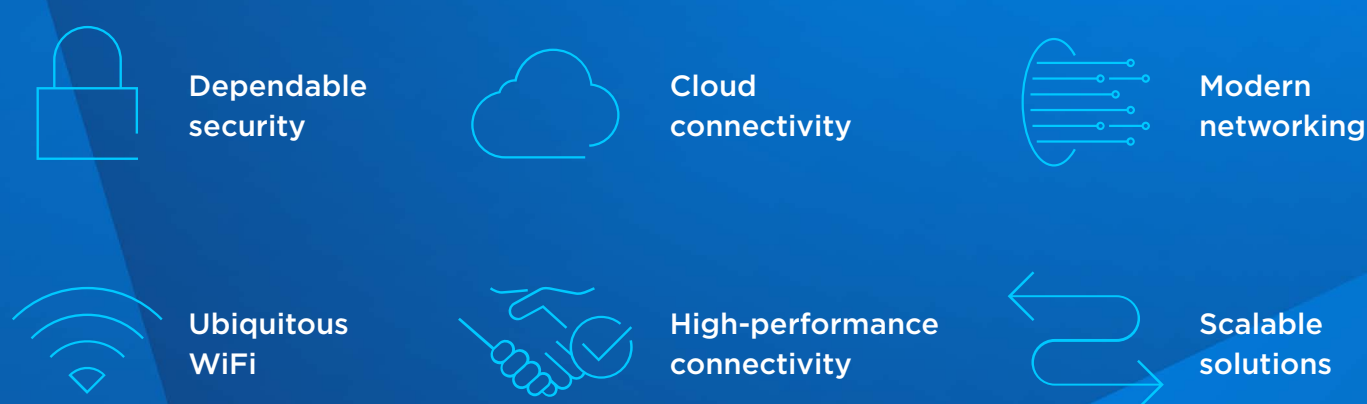 Dependable
security
Cloud
connectivity
Modern
networking
Ubiquitous
WiFi
High-performance
connectivity
Scalable
solutions